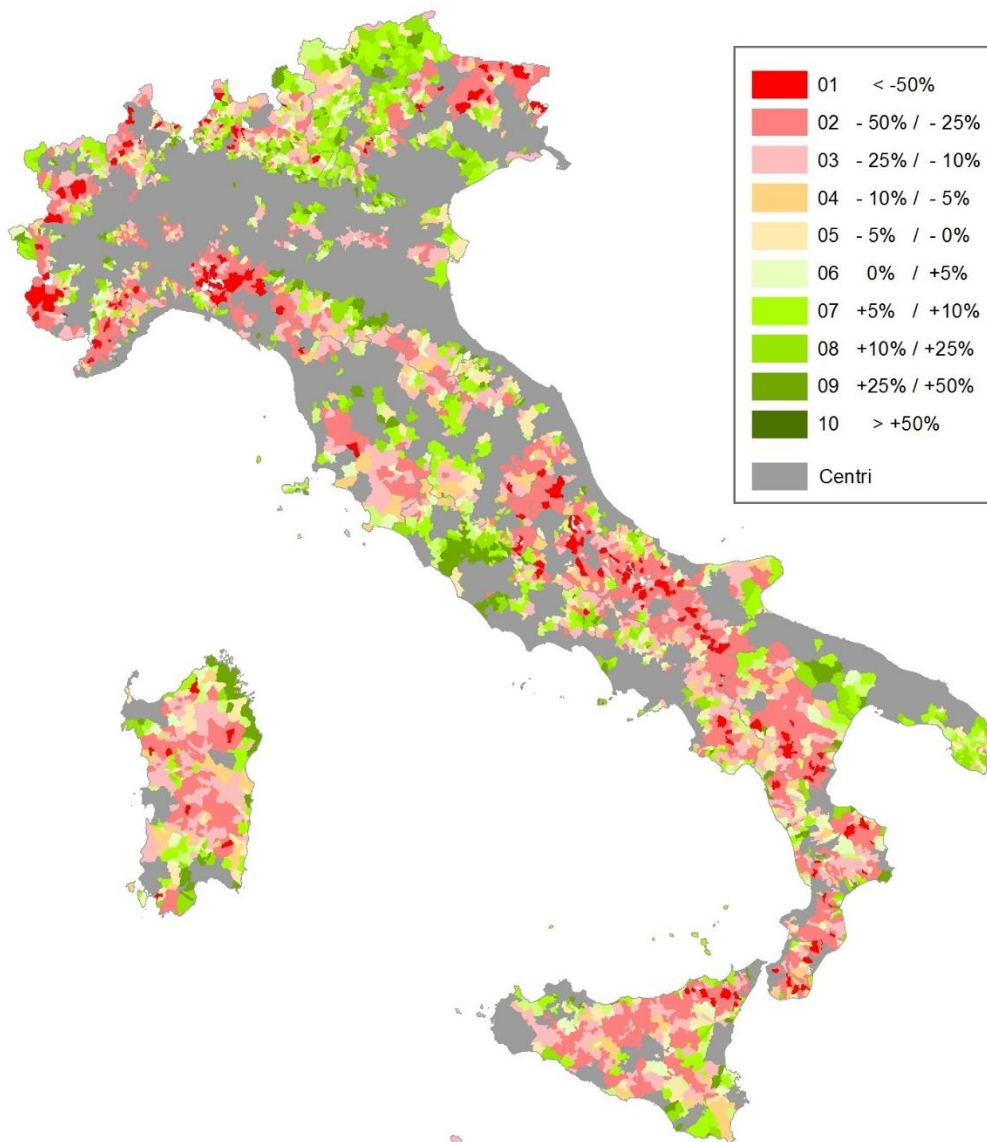 01 < -50%
02 - 50% / - 25%
03 - 25% / - 10%
04 - 10% / - 5%
05 - 5% / - 0%
06 0% / +5%
07 +5% / +10%
08 +10% / +25%
09 +25% / +50%
10 > +50%
Centri